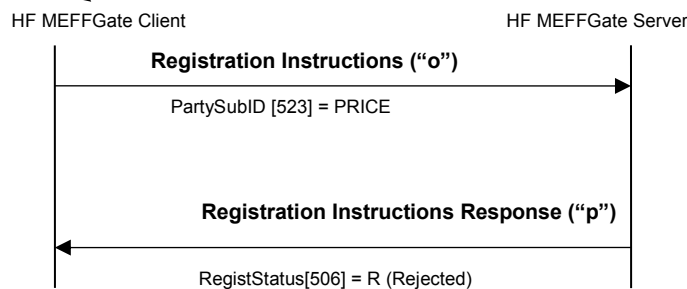 HF MEFFGate Client HF MEFFGate Server
Registration Instructions (“o”)
PartySubID [523] = PRICE
Registration Instructions Response (“p”)
RegistStatus[506] = R (Rejected)